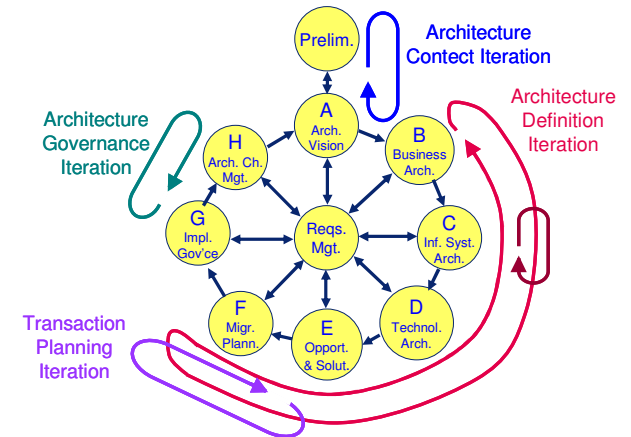 Prelim.
Architecture
Contect Iteration
Architecture
Definition
Iteration
Architecture
Governance
Iteration
A
Arch.
Vision
B
Business
Arch.
H
Arch. Ch.
Mgt.
G
Impl.
Gov'ce
Reqs.
Mgt.
C
Inf. Syst.
Arch.
F
Migr.
Plann.
E
Opport.
& Solut.
D
Technol.
Arch.
Transaction
Planning
Iteration